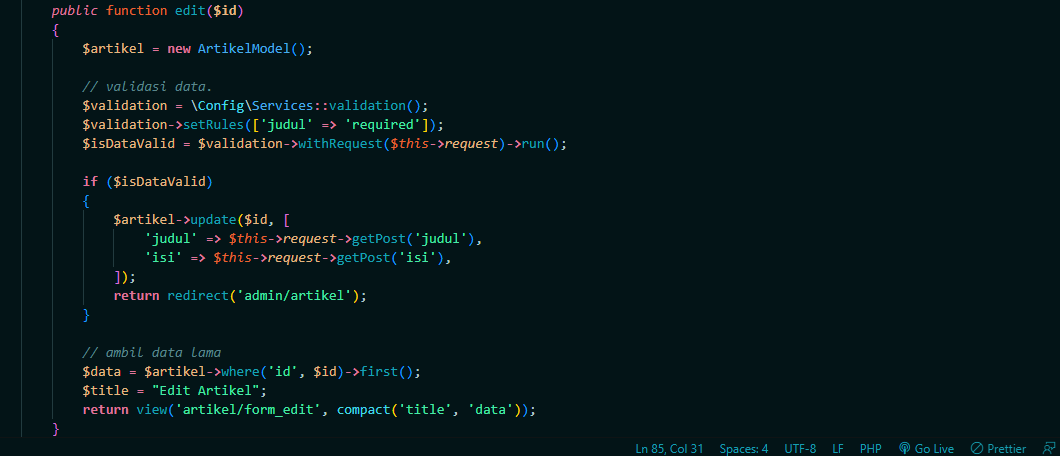 public function edit($id)
{
    $artikel = new ArtikelModel();

    // validasi data.
    $validation = \Config\Services::validation();
    $validation->setRules(['judul' => 'required']);
    $isDataValid = $validation->withRequest($this->request)->run();

    if ($isDataValid)
    {
        $artikel->update($id, [
            'judul' => $this->request->getPost('judul'),
            'isi' => $this->request->getPost('isi'),
        ]);
        return redirect('admin/artikel');
    }

    // ambil data lama
    $data = $artikel->where('id', $id)->first();
    $title = "Edit Artikel";
    return view('artikel/form_edit', compact('title', 'data'));
}
Ln 85, Col 31 Spaces: 4 UTF-8 LF PHP Go Live Prettier